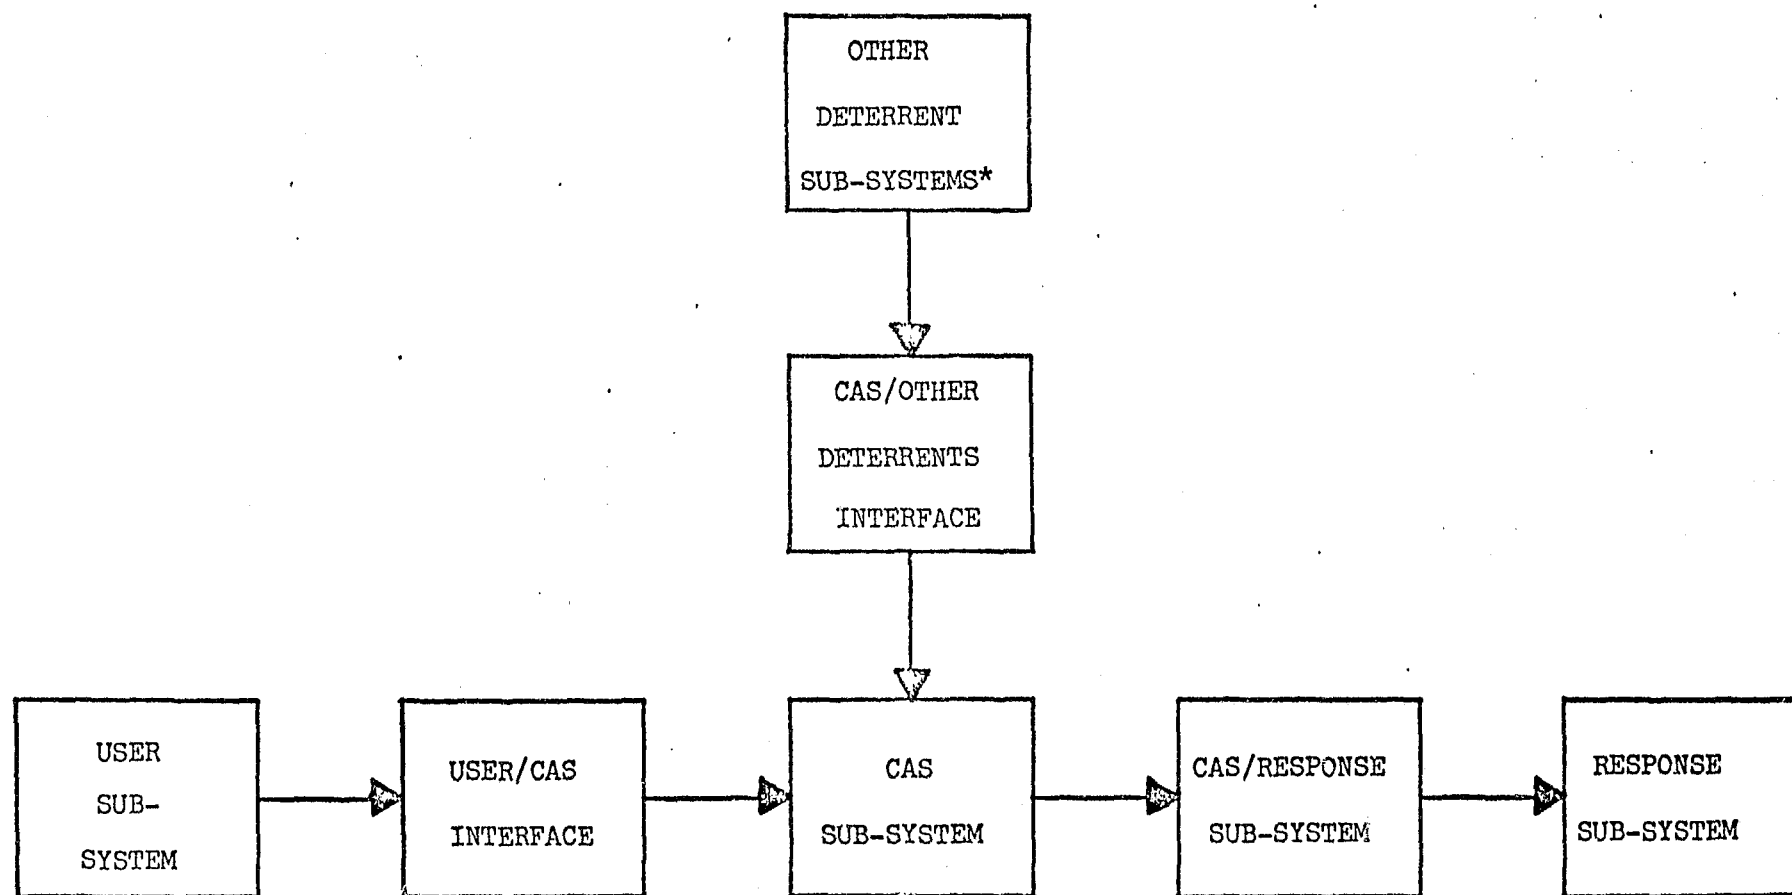 OTHER
DETERRENT
SUB-SYSTEMS*
CAS/OTHER
DETERRENTS
INTERFACE
USER
SUB-
SYSTEM
USER/CAS
INTERFACE
CAS
SUB-SYSTEM
CAS/RESPONSE
SUB-SYSTEM
RESPONSE
SUB-SYSTEM